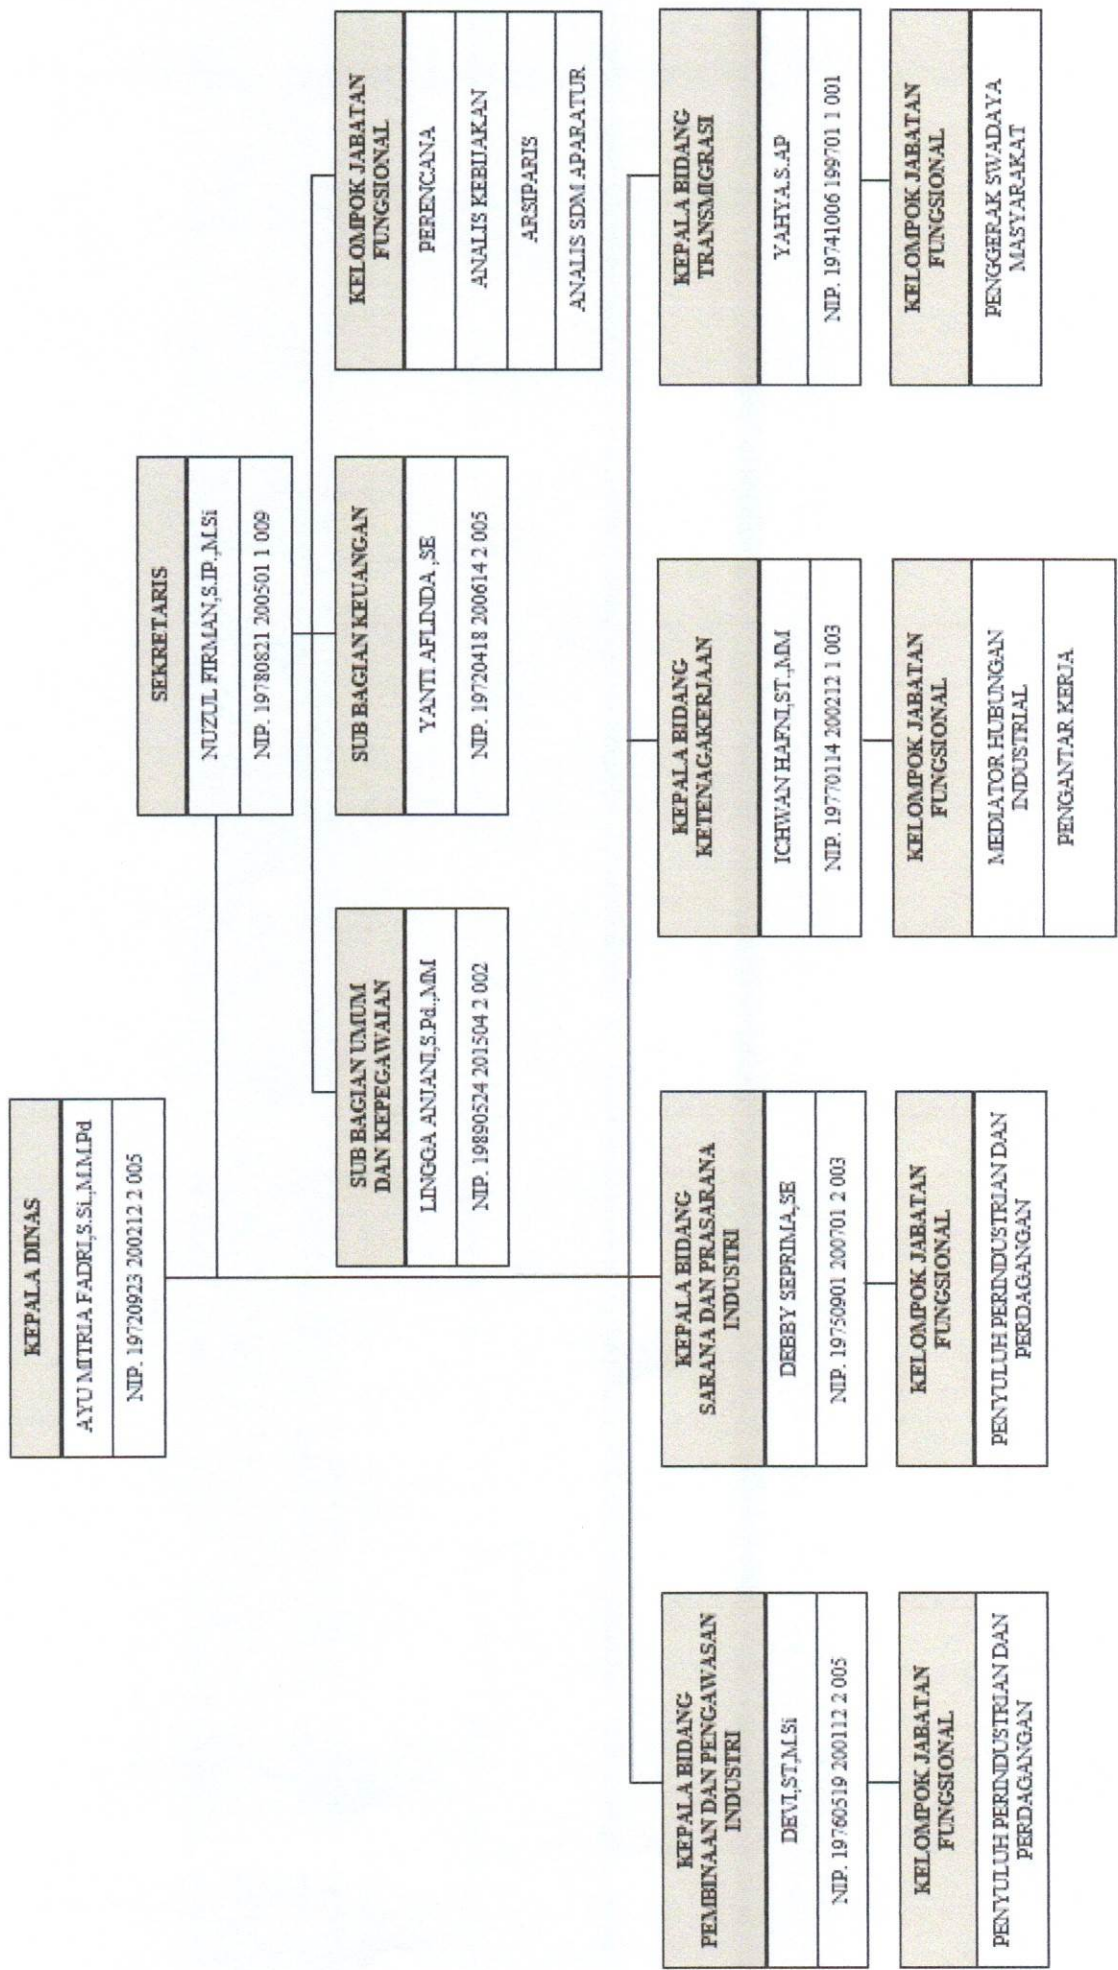 KEPALA DINAS
AYU MITRIA FADRI,S.Si.,M.M.Pd
NIP. 19720923 200212 2 005
SEKRETARIS
NUZUL FIRMAN,S.IP.,M.Si
NIP. 19780821 200501 1 009
SUB BAGIAN UMUM
DAN KEPEGAWAIAN
LINGGA ANJANI,S.Pd.,MM
NIP. 19890524 201504 2 002
SUB BAGIAN KEUANGAN
YANTI AFLINDA ,SE
NIP. 19720418 200614 2 005
KELOMPOK JABATAN
FUNGSIONAL
PERENCANA
ANALIS KEBIJAKAN
ARSIPARIS
ANALIS SDM APARATUR
KEPALA BIDANG
PEMBINAAN DAN PENGAWASAN
INDUSTRI
DEVI,ST,M.Si
NIP. 19760519 200112 2 005
KELOMPOK JABATAN
FUNGSIONAL
PENYULUH PERINDUSTRIAN DAN
PERDAGANGAN
KEPALA BIDANG
SARANA DAN PRASARANA
INDUSTRI
DEBBY SEPRIMA,SE
NIP. 19750901 200701 2 003
KELOMPOK JABATAN
FUNGSIONAL
PENYULUH PERINDUSTRIAN DAN
PERDAGANGAN
KEPALA BIDANG
KETENAGAKERJAAN
ICHWAN HAFNI,ST.,MM
NIP. 19770114 200212 1 003
KELOMPOK JABATAN
FUNGSIONAL
MEDIATOR HUBUNGAN
INDUSTRIAL
PENGANTAR KERJA
KEPALA BIDANG
TRANSMIGRASI
YAHYA.S.AP
NIP. 19741006 199701 1 001
KELOMPOK JABATAN
FUNGSIONAL
PENGGERAK SWADAYA
MASYARAKAT